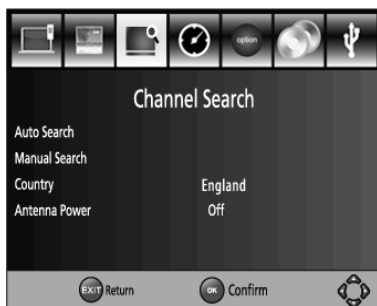 option
Channel Search
Auto Search
Manual Search
Country England
Antenna Power Off
EXIT Return OK Confirm